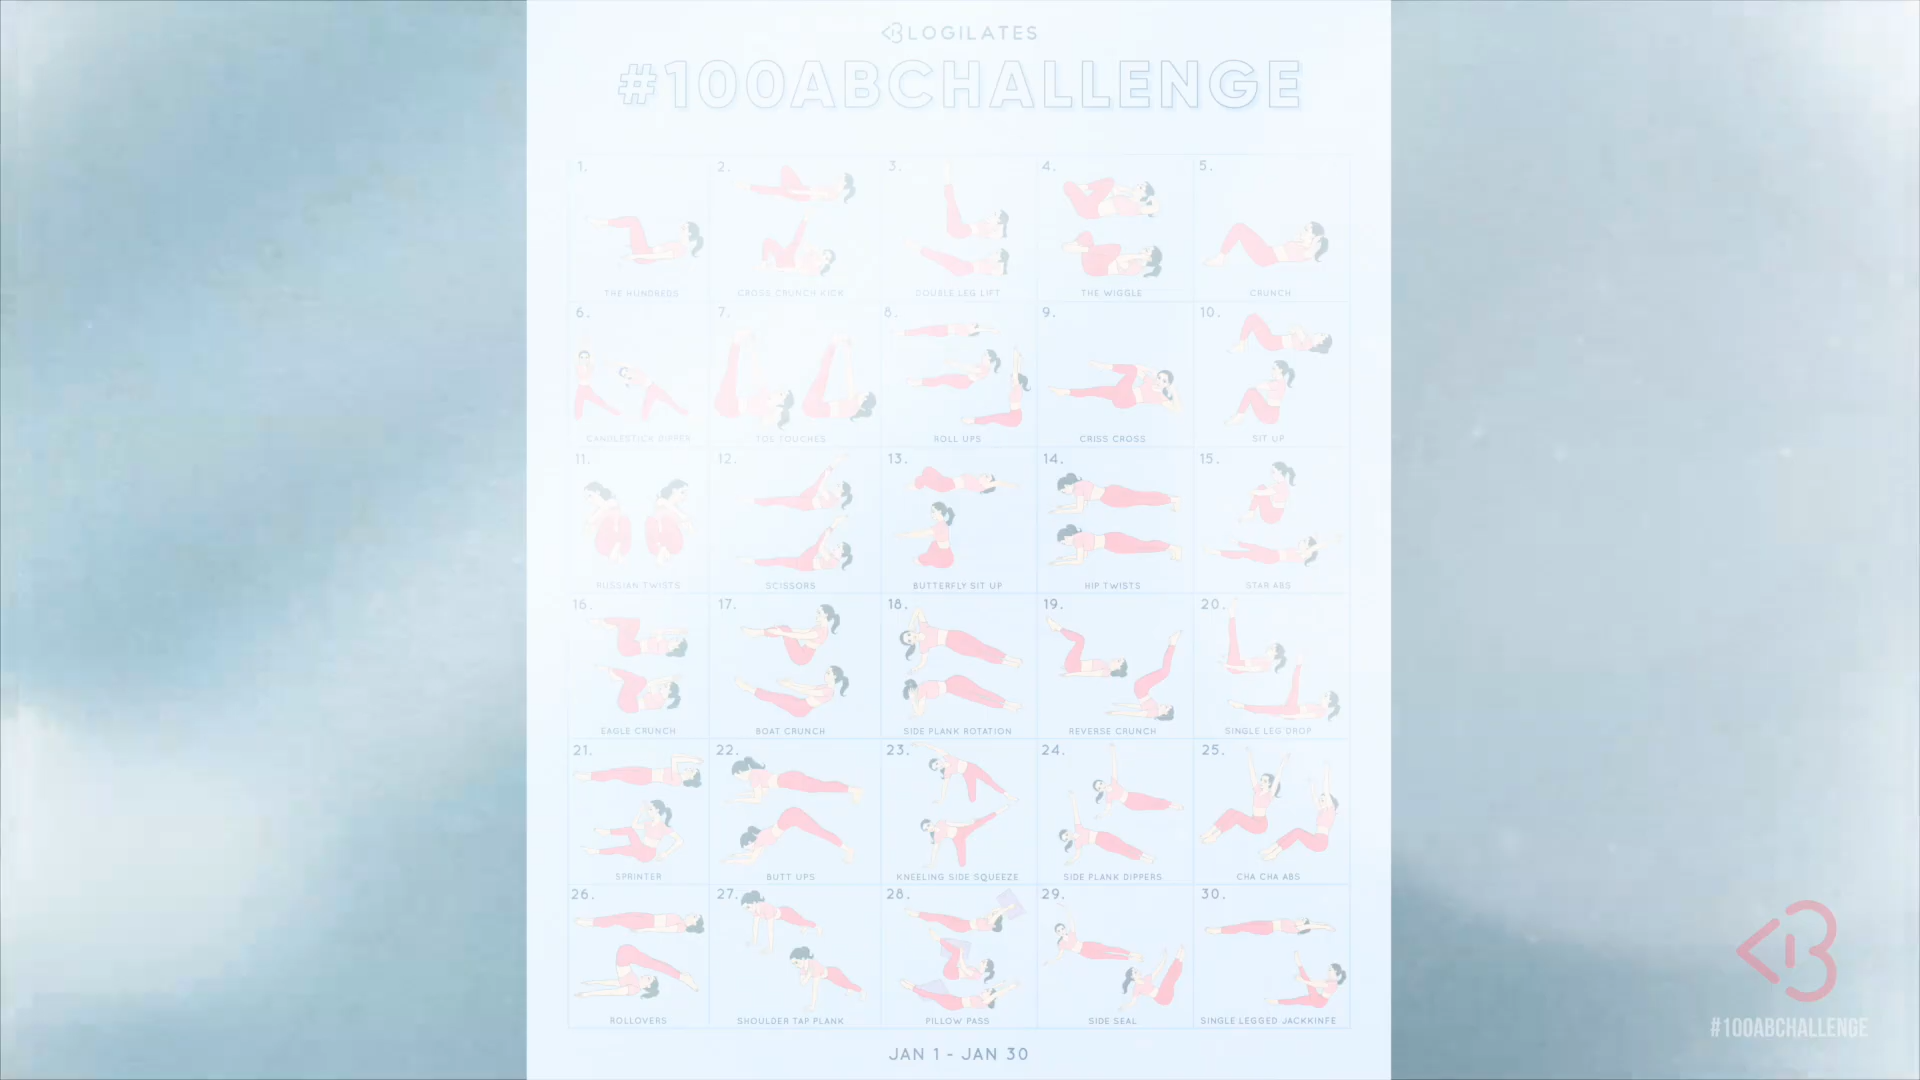 BLOGILATES
#100ABCHALLENGE
1. 2. 3. 4. 5.
THE HUNDREDS CROSS CRUNCH KICK DOUBLE LEG LIFT THE WIGGLE CRUNCH
6. 7. 8. 9. 10.
CANDLESTICK DIPPER TOE TOUCHES ROLL UPS CRISS CROSS SIT UP
11. 12. 13. 14. 15.
RUSSIAN TWISTS SCISSORS BUTTERFLY SIT UP HIP TWISTS STAR ABS
16. 17. 18. 19. 20.
EAGLE CRUNCH BOAT CRUNCH SIDE PLANK ROTATION REVERSE CRUNCH SINGLE LEG DROP
21. 22. 23. 24. 25.
SPRINTER BUTT UPS KNEELING SIDE SQUEEZE SIDE PLANK DIPPERS CHA CHA ABS
26. 27. 28. 29. 30.
ROLLOVERS SHOULDER TAP PLANK PILLOW PASS SIDE SEAL SINGLE LEGGED JACKKINFE
JAN 1 - JAN 30
#100ABCHALLENGE